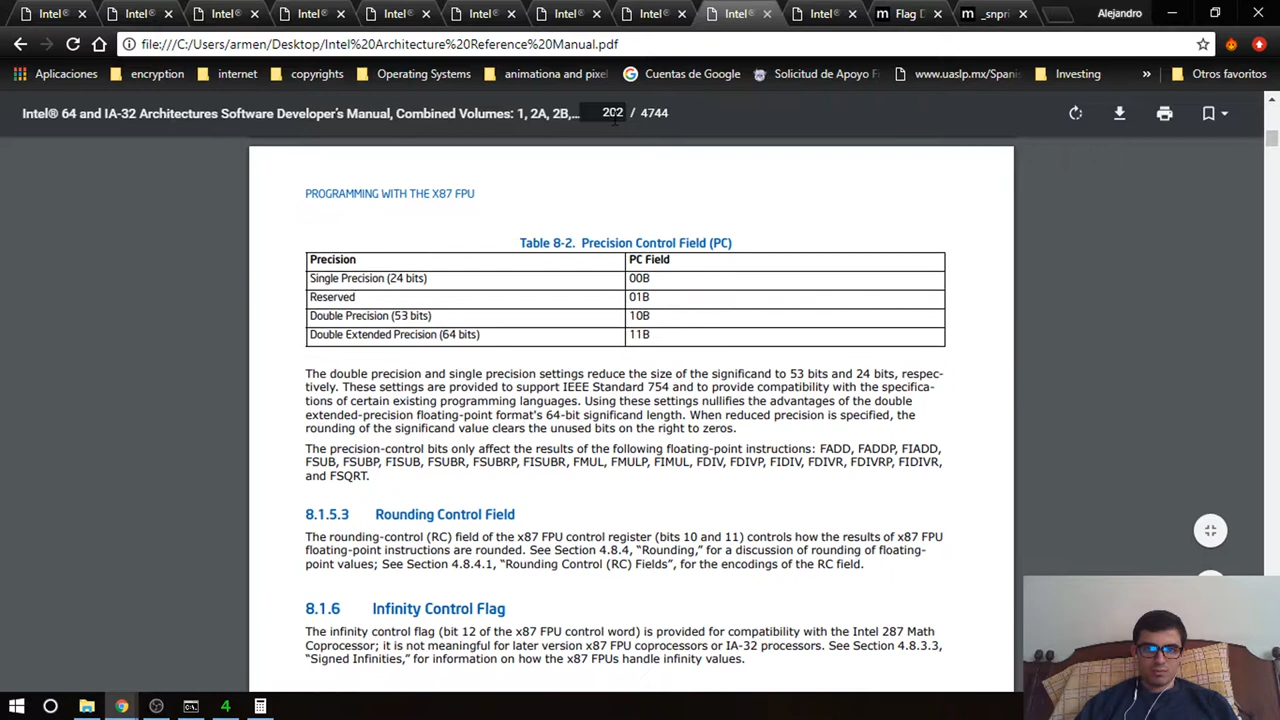 Intel® Intel® Intel® Intel® Intel® Intel® Intel® Intel® Intel® Intel® Flag D _snpri Alejandro
file:///C:/Users/armen/Desktop/Intel%20Architecture%20Reference%20Manual.pdf
Aplicaciones encryption internet copyrights Operating Systems animationa and pixel Cuentas de Google Solicitud de Apoyo Fi www.uaslp.mx/Spanis Investing » Otros favoritos
Intel® 64 and IA-32 Architectures Software Developer's Manual, Combined Volumes: 1, 2A, 2B,... 202 / 4744
PROGRAMMING WITH THE X87 FPU
Table 8-2. Precision Control Field (PC)
Precision PC Field
Single Precision (24 bits) 00B
Reserved 01B
Double Precision (53 bits) 10B
Double Extended Precision (64 bits) 11B
The double precision and single precision settings reduce the size of the significand to 53 bits and 24 bits, respec-
tively. These settings are provided to support IEEE Standard 754 and to provide compatibility with the specifica-
tions of certain existing programming languages. Using these settings nullifies the advantages of the double
extended-precision floating-point format's 64-bit significand length. When reduced precision is specified, the
rounding of the significand value clears the unused bits on the right to zeros.
The precision-control bits only affect the results of the following floating-point instructions: FADD, FADDP, FIADD,
FSUB, FSUBP, FISUB, FSUBR, FSUBRP, FISUBR, FMUL, FMULP, FIMUL, FDIV, FDIVP, FIDIV, FDIVR, FDIVRP, FIDIVR,
and FSQRT.
8.1.5.3 Rounding Control Field
The rounding-control (RC) field of the x87 FPU control register (bits 10 and 11) controls how the results of x87 FPU
floating-point instructions are rounded. See Section 4.8.4, “Rounding,” for a discussion of rounding of floating-
point values; See Section 4.8.4.1, “Rounding Control (RC) Fields”, for the encodings of the RC field.
8.1.6 Infinity Control Flag
The infinity control flag (bit 12 of the x87 FPU control word) is provided for compatibility with the Intel 287 Math
Coprocessor; it is not meaningful for later version x87 FPU coprocessors or IA-32 processors. See Section 4.8.3.3,
“Signed Infinities,” for information on how the x87 FPUs handle infinity values.